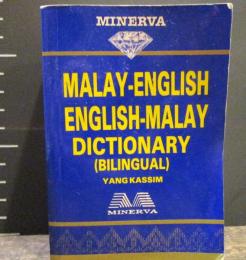 MINERVA
MALAY-ENGLISH
ENGLISH-MALAY
DICTIONARY
(BILINGUAL)
YANG KASSIM
MINERVA